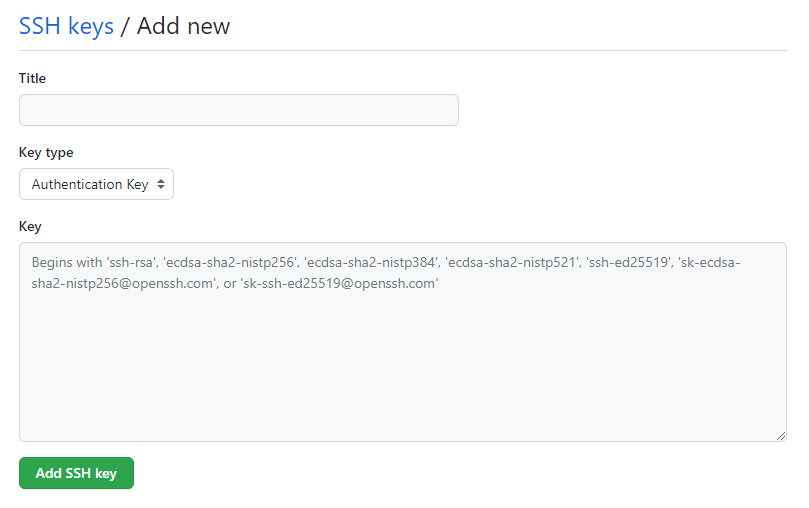 SSH keys / Add new
Title
Key type
Authentication Key
Key
Begins with 'ssh-rsa', 'ecdsa-sha2-nistp256', 'ecdsa-sha2-nistp384', 'ecdsa-sha2-nistp521', 'ssh-ed25519', 'sk-ecdsa-
sha2-nistp256@openssh.com', or 'sk-ssh-ed25519@openssh.com'
Add SSH key